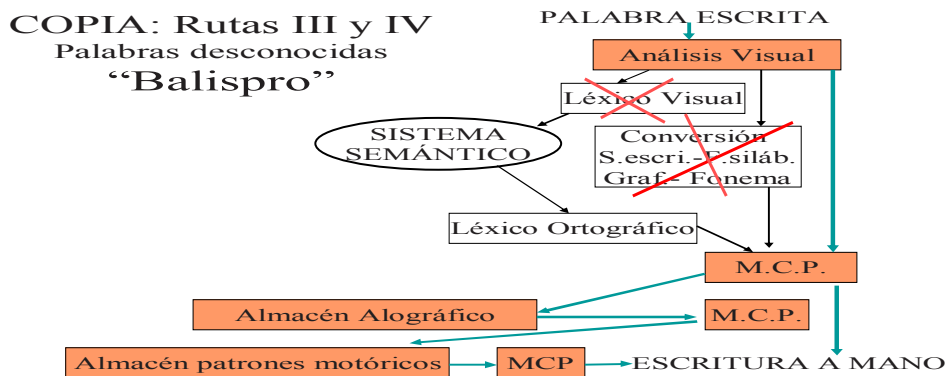 COPIA: Rutas III y IV
Palabras desconocidas
“Balispro”
PALABRA ESCRITA
Análisis Visual
Léxico Visual
SISTEMA
SEMÁNTICO
Conversión
S.escri.-F.siláb.
Graf.- Fonema
Léxico Ortográfico
M.C.P.
Almacén Alográfico
M.C.P.
Almacén patrones motóricos
MCP
ESCRITURA A MANO